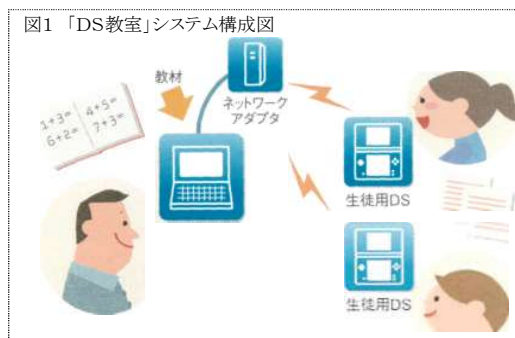 図1 「DS教室」システム構成図
教材
ネットワーク
アダプタ
1+3=
4+5=
6+2=
7+3=
生徒用DS
生徒用DS